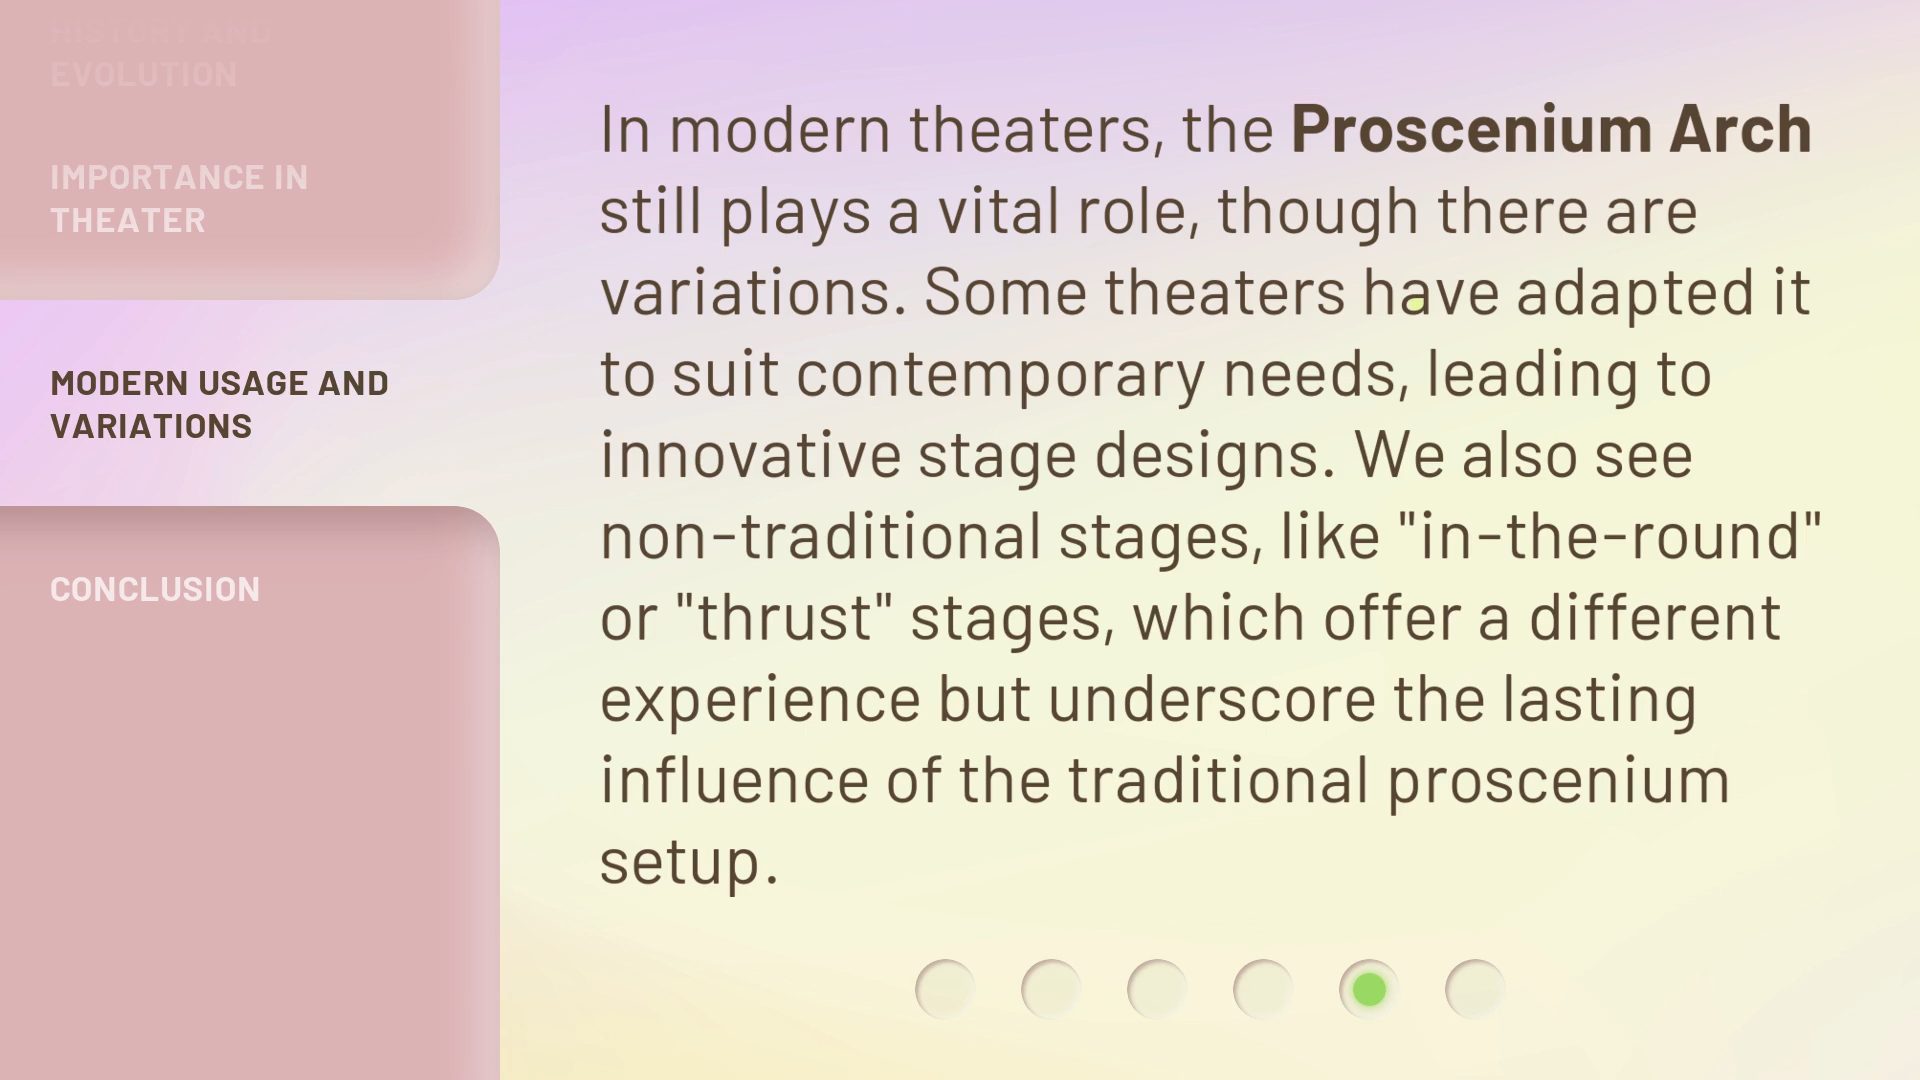 HISTORY AND
EVOLUTION
IMPORTANCE IN
THEATER
MODERN USAGE AND
VARIATIONS
CONCLUSION
In modern theaters, the Proscenium Arch
still plays a vital role, though there are
variations. Some theaters have adapted it
to suit contemporary needs, leading to
innovative stage designs. We also see
non-traditional stages, like "in-the-round"
or "thrust" stages, which offer a different
experience but underscore the lasting
influence of the traditional proscenium
setup.